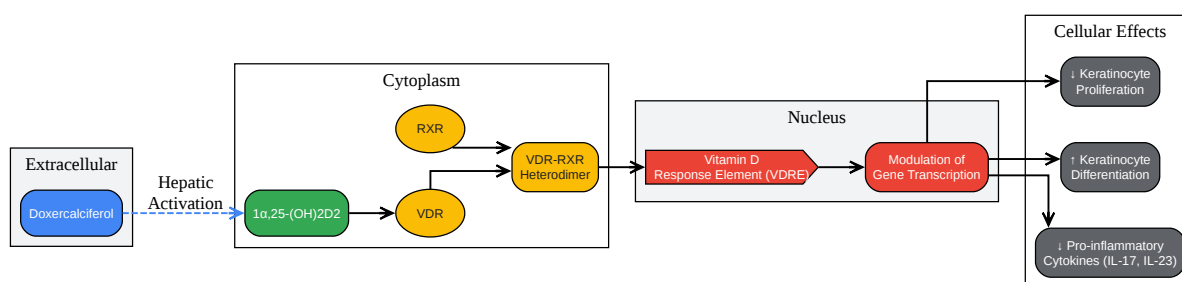 Extracellular
Doxercalciferol
Hepatic
Activation
Cytoplasm
1α,25-(OH)2D2
RXR
VDR
VDR-RXR
Heterodimer
Nucleus
Vitamin D
Response Element (VDRE)
Modulation of
Gene Transcription
Cellular Effects
↓ Keratinocyte
Proliferation
↑ Keratinocyte
Differentiation
↓ Pro-inflammatory
Cytokines (IL-17, IL-23)